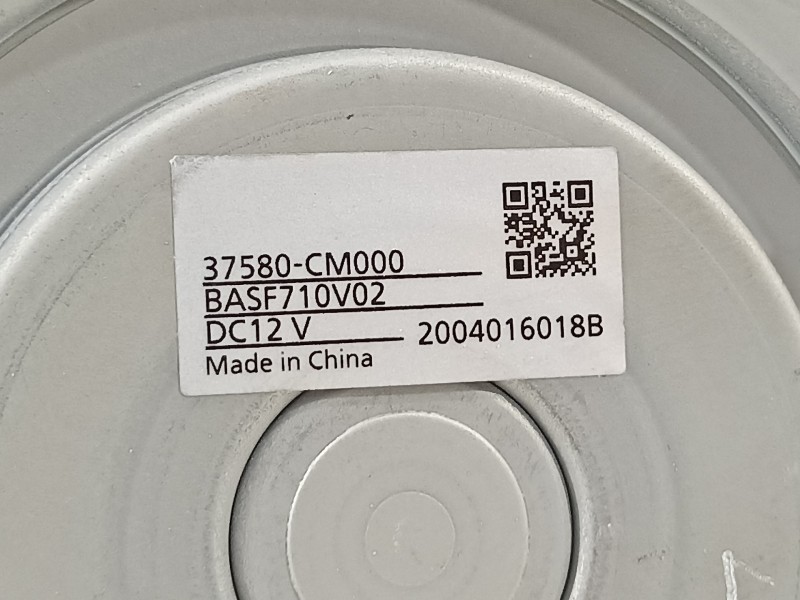 37580-CM000
BASF710V02
DC12 V
2004016018B
Made in China